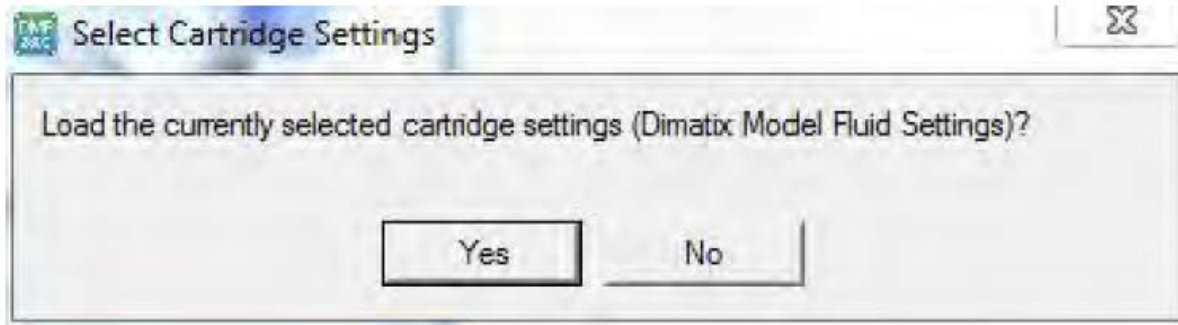 Select Cartridge Settings
Load the currently selected cartridge settings (Dimatix Model Fluid Settings)?
Yes No